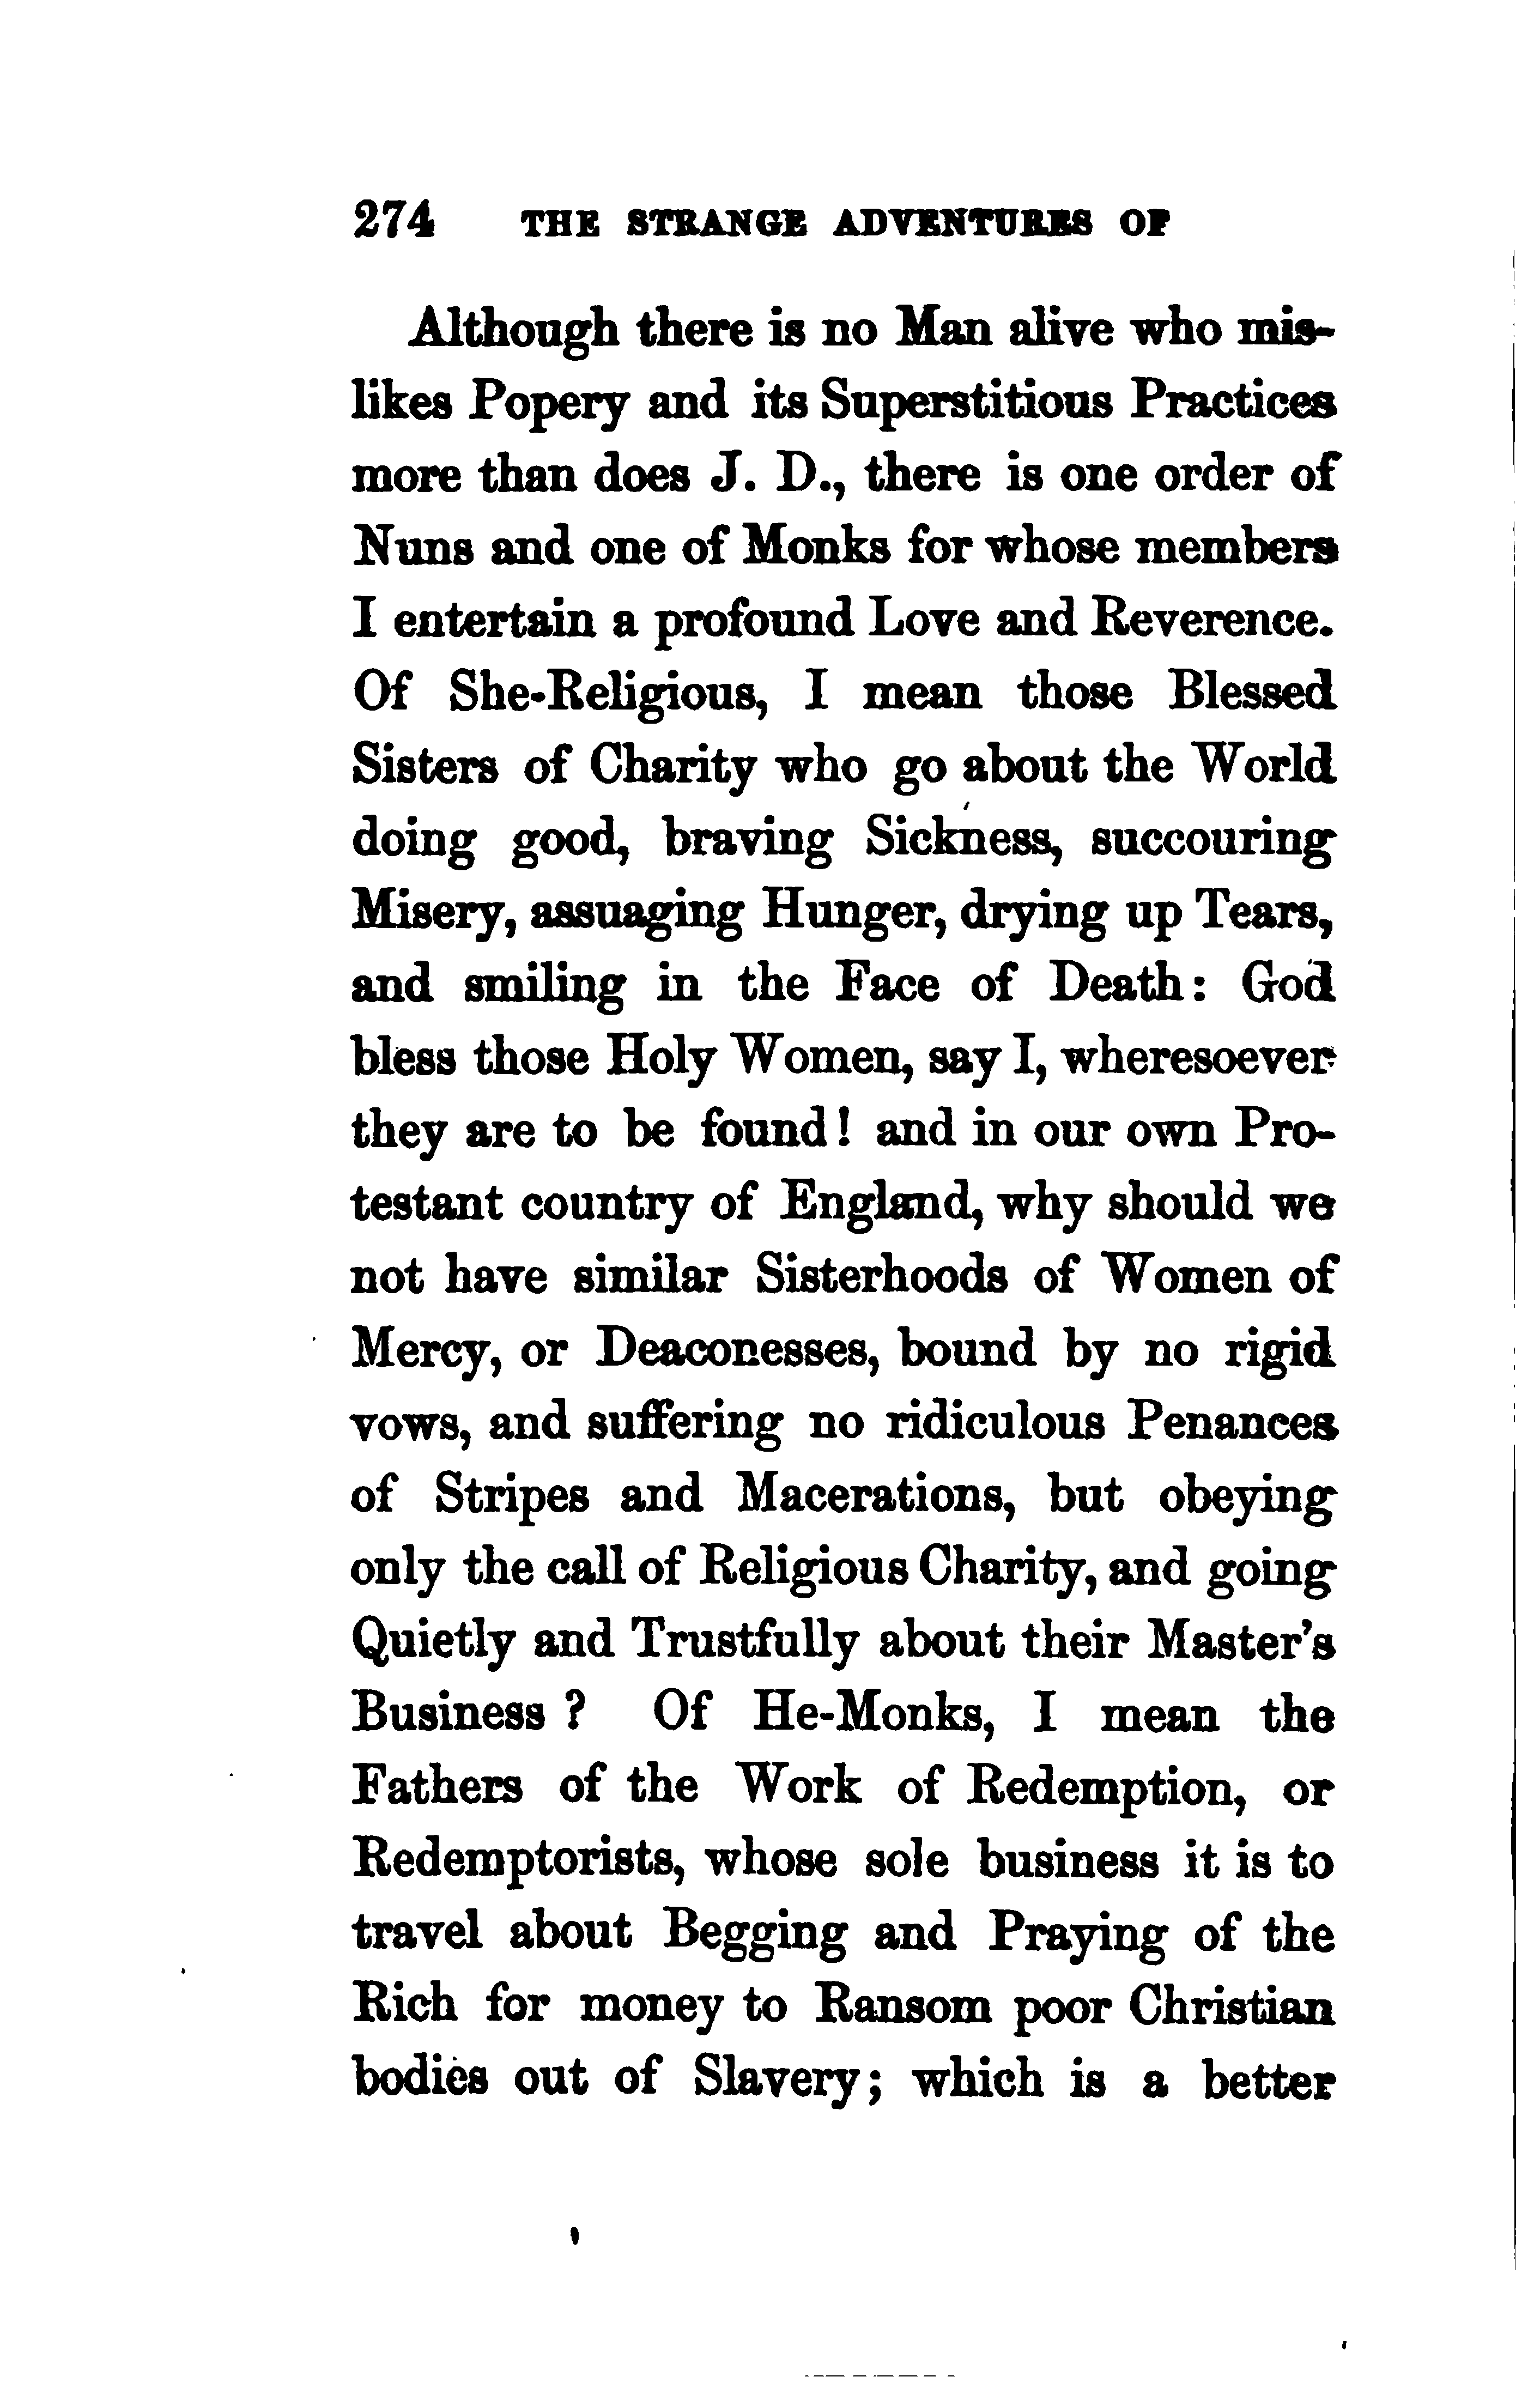 274 THE STRANGE ADVENTURES OF
Although there is no Man alive who mis-
likes Popery and its Superstitious Practices
more than does J. D., there is one order of
Nuns and one of Monks for whose members
I entertain a profound Love and Reverence.
Of She-Religious, I mean those Blessed
Sisters of Charity who go about the World
doing good, braving Sickness, succouring
Misery, assuaging Hunger, drying up Tears,
and smiling in the Face of Death: God
bless those Holy Women, say I, wheresoever
they are to be found! and in our own Pro-
testant country of England, why should we
not have similar Sisterhoods of Women of
Mercy, or Deaconesses, bound by no rigid
vows, and suffering no ridiculous Penances
of Stripes and Macerations, but obeying
only the call of Religious Charity, and going
Quietly and Trustfully about their Master's
Business? Of He-Monks, I mean the
Fathers of the Work of Redemption, or
Redemptorists, whose sole business it is to
travel about Begging and Praying of the
Rich for money to Ransom poor Christian
bodies out of Slavery; which is a better